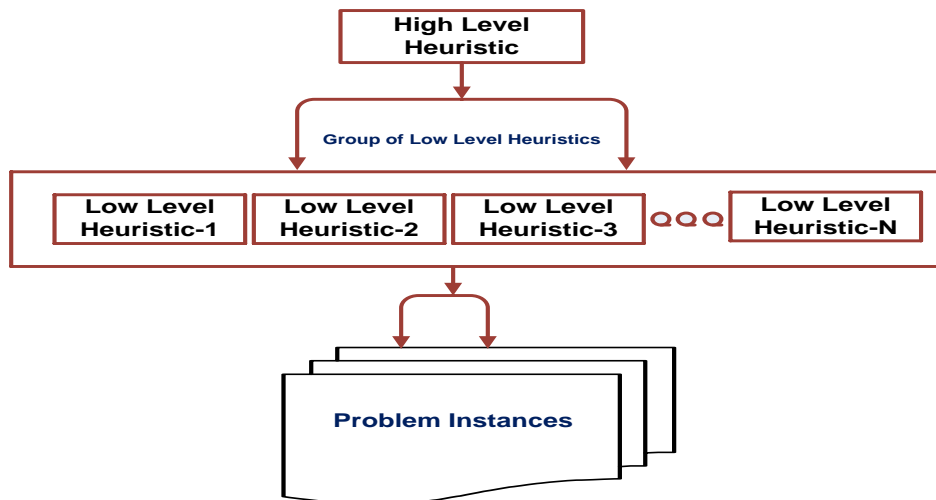 High Level
Heuristic
Group of Low Level Heuristics
Low Level
Heuristic-1
Low Level
Heuristic-2
Low Level
Heuristic-3
Low Level
Heuristic-N
Problem Instances